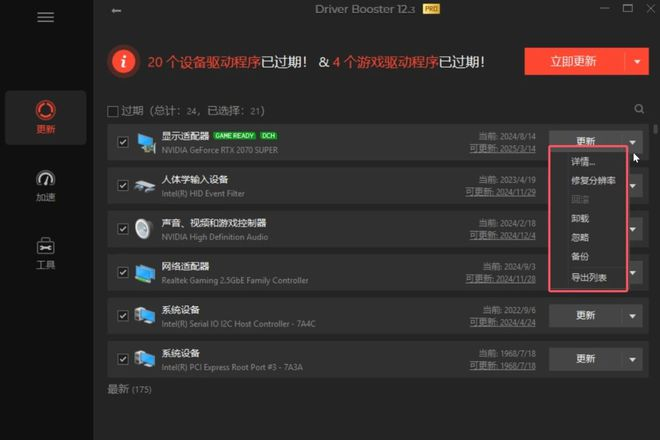 Driver Booster 12.3 PRO
20 个设备驱动程序已过期! & 4 个游戏驱动程序已过期!
立即更新
过期（总计：24，已选择：21）
更新
加速
工具
显示适配器 GAME READY DCH
NVIDIA GeForce RTX 2070 SUPER
当前: 2024/8/14
可更新: 2025/3/14
更新
人体学输入设备
Intel(R) HID Event Filter
当前: 2023/4/19
可更新: 2024/11/29
声音、视频和游戏控制器
NVIDIA High Definition Audio
当前: 2024/2/18
可更新: 2024/12/4
网络适配器
Realtek Gaming 2.5GbE Family Controller
当前: 2024/9/3
可更新: 2024/11/28
系统设备
Intel(R) Serial IO I2C Host Controller - 7A4C
当前: 2022/9/6
可更新: 2024/4/24
更新
系统设备
Intel(R) PCI Express Root Port #3 - 7A3A
当前: 1968/7/18
可更新: 1968/7/18
更新
详情...
修复分辨率
回滚
卸载
忽略
备份
导出列表
最新 (175)